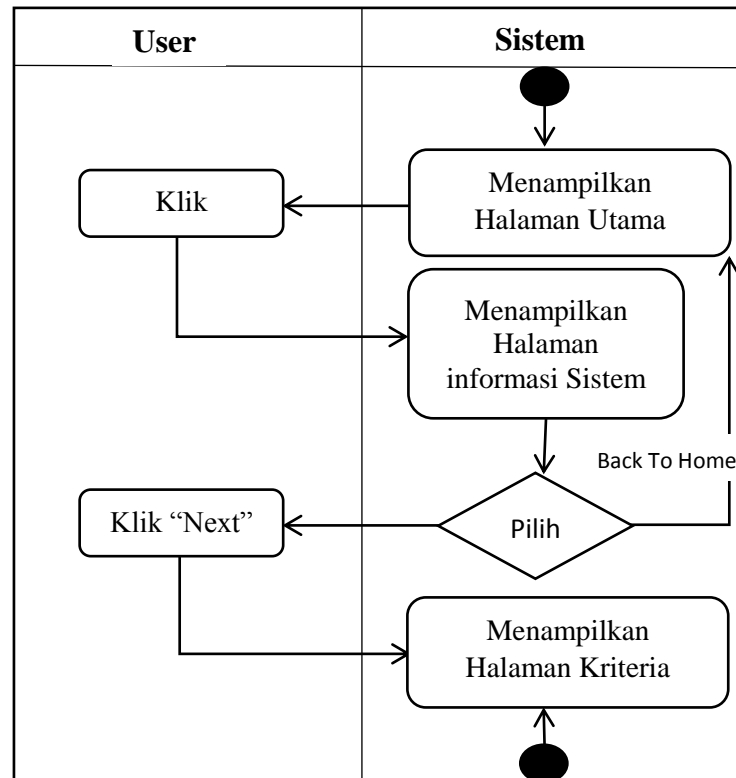 User
Sistem
Menampilkan
Halaman Utama
Klik
Menampilkan
Halaman
informasi Sistem
Back To Home
Klik “Next”
Pilih
Menampilkan
Halaman Kriteria